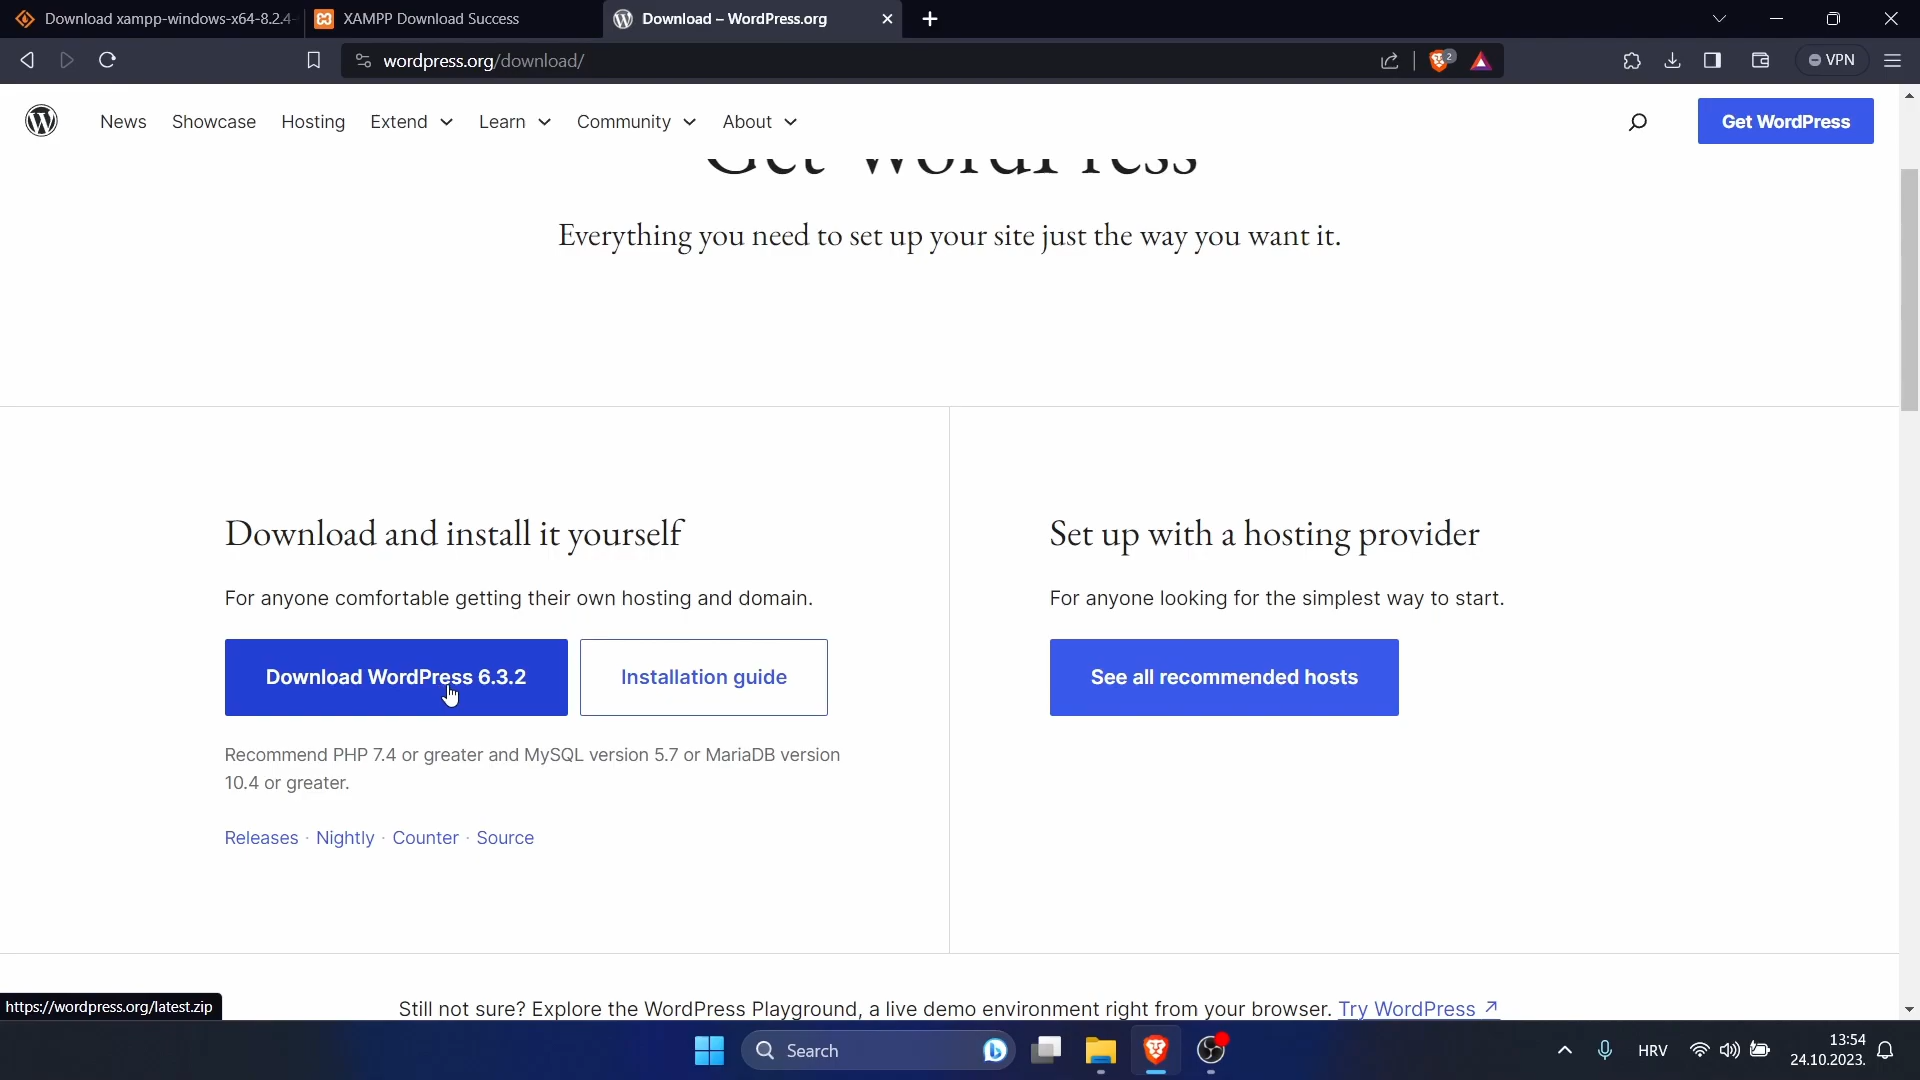 Download xampp-windows-x64-8.2.4-
XAMPP Download Success
Download – WordPress.org
wordpress.org/download/
2
VPN
News Showcase Hosting Extend Learn Community About
Get WordPress
Get WordPress
Everything you need to set up your site just the way you want it.
Download and install it yourself
For anyone comfortable getting their own hosting and domain.
Download WordPress 6.3.2
Installation guide
Recommend PHP 7.4 or greater and MySQL version 5.7 or MariaDB version
10.4 or greater.
Releases · Nightly · Counter · Source
Set up with a hosting provider
For anyone looking for the simplest way to start.
See all recommended hosts
https://wordpress.org/latest.zip
Still not sure? Explore the WordPress Playground, a live demo environment right from your browser. Try WordPress ↗
Search
HRV
13:54
24.10.2023.